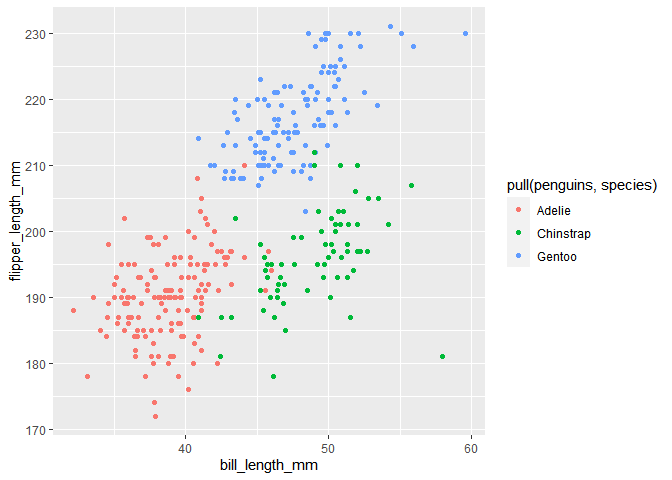 230
220
210
200
190
180
170
flipper_length_mm
40
50
60
bill_length_mm
pull(penguins, species)
Adelie
Chinstrap
Gentoo